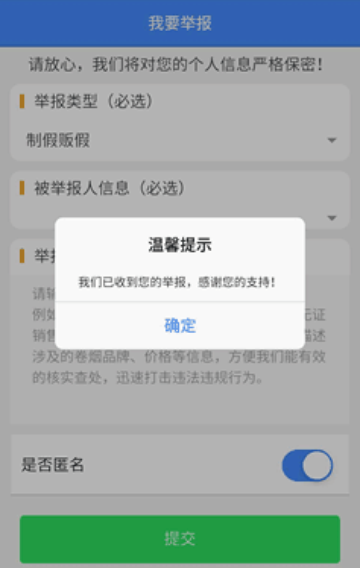 我要举报
请放心，我们将对您的个人信息严格保密！
举报类型（必选）
制假贩假
被举报人信息（必选）
举
温馨提示
我们已收到您的举报，感谢您的支持！
确定
请
例如
无证
销售
描述
涉及的卷烟品牌、价格等信息，方便我们能有效
的核实查处，迅速打击违法违规行为。
是否匿名
提交